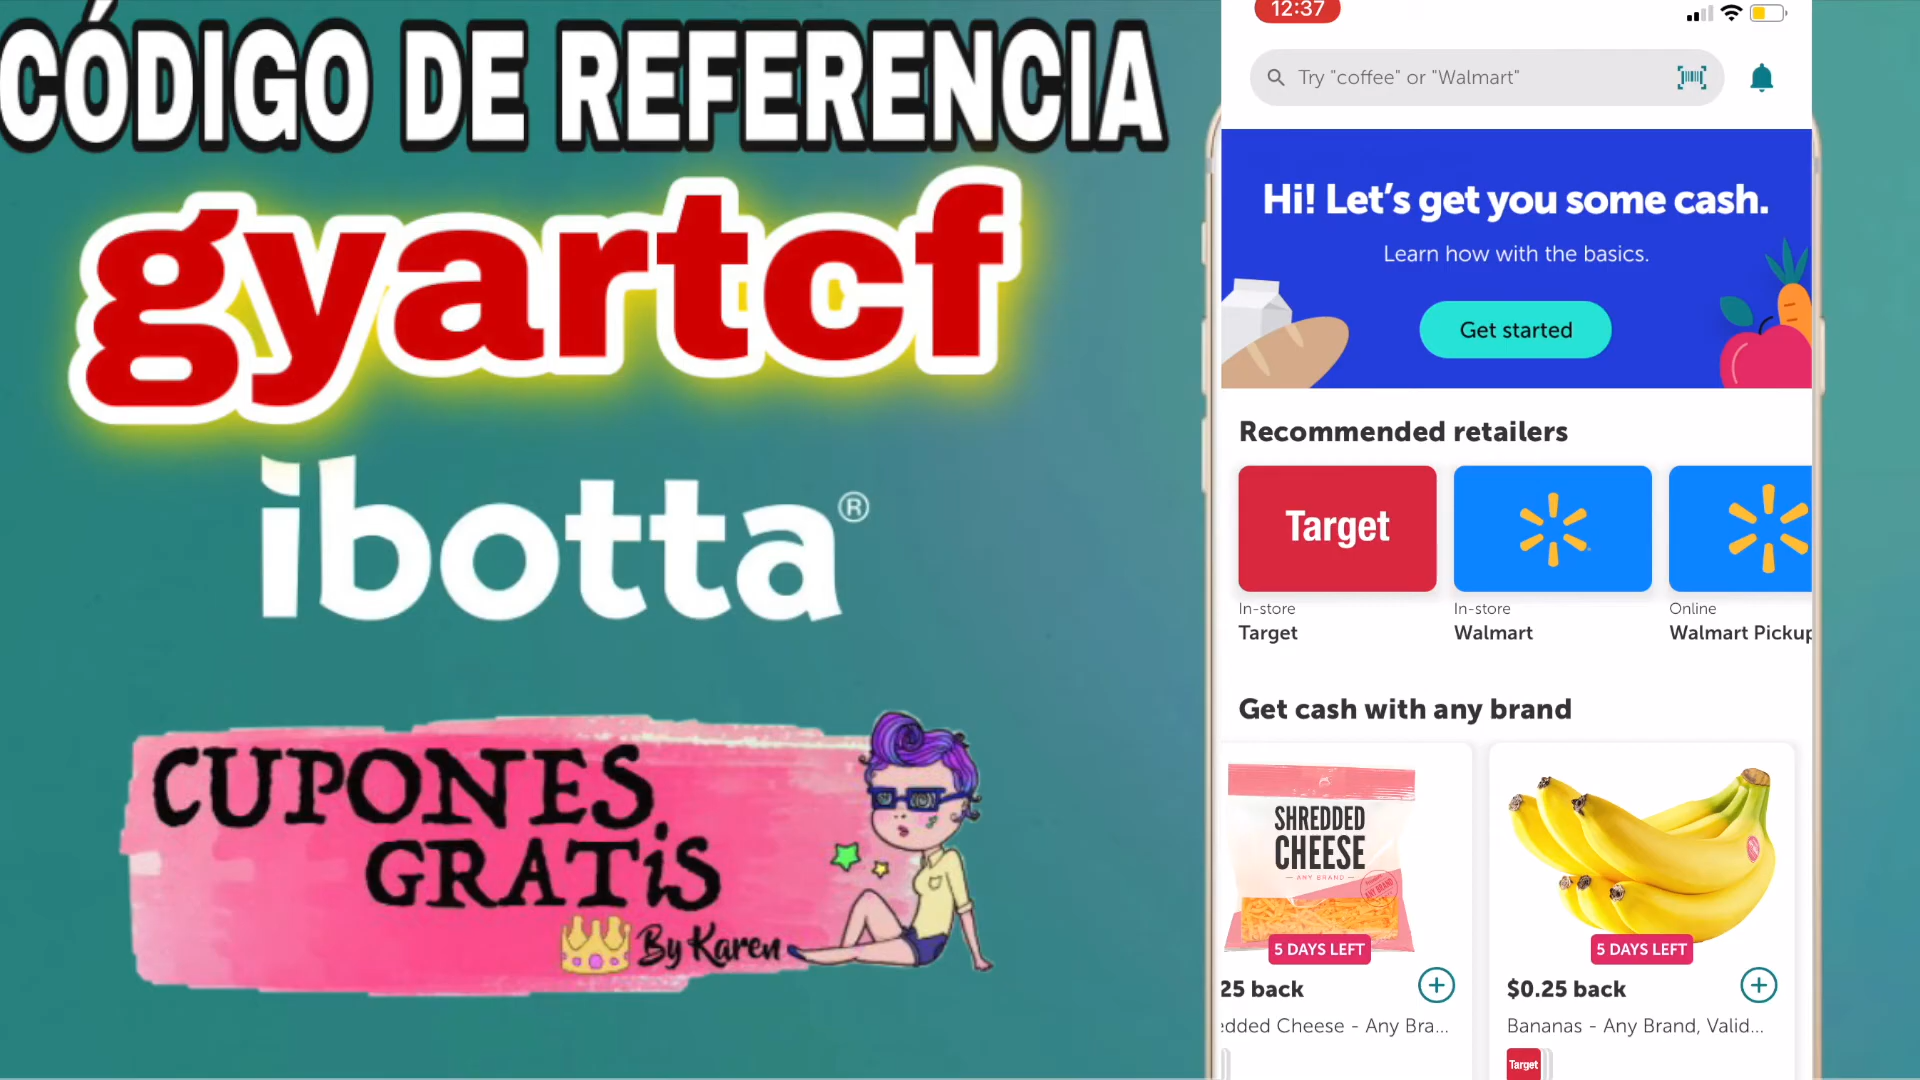 CÓDIGO DE REFERENCIA
gyartcf
ibotta®
CUPONES
GRATiS
By Karen
12:37
Try "coffee" or "Walmart"
Hi! Let's get you some cash.
Learn how with the basics.
Get started
Recommended retailers
Target
In-store
Target
In-store
Walmart
Online
Walmart Pickup
Get cash with any brand
SHREDDED
CHEESE
ANY BRAND
5 DAYS LEFT
25 back
edded Cheese - Any Bra...
5 DAYS LEFT
$0.25 back
Bananas - Any Brand, Valid...
Target